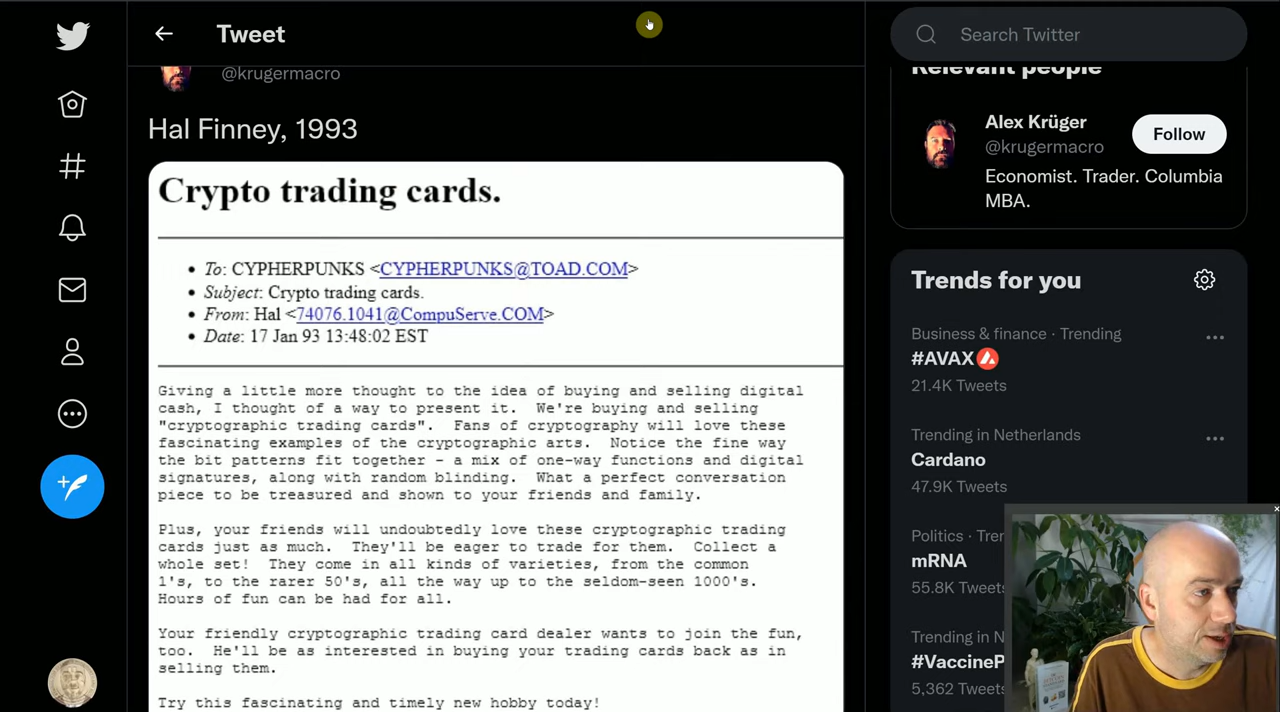 Tweet
@krugermacro
Hal Finney, 1993
Crypto trading cards.
• To: CYPHERPUNKS <CYPHERPUNKS@TOAD.COM>
• Subject: Crypto trading cards.
• From: Hal <74076.1041@CompuServe.COM>
• Date: 17 Jan 93 13:48:02 EST
Giving a little more thought to the idea of buying and selling digital
cash, I thought of a way to present it. We're buying and selling
"cryptographic trading cards". Fans of cryptography will love these
fascinating examples of the cryptographic arts. Notice the fine way
the bit patterns fit together - a mix of one-way functions and digital
signatures, along with random blinding. What a perfect conversation
piece to be treasured and shown to your friends and family.
Plus, your friends will undoubtedly love these cryptographic trading
cards just as much. They'll be eager to trade for them. Collect a
whole set! They come in all kinds of varieties, from the common
1's, to the rarer 50's, all the way up to the seldom-seen 1000's.
Hours of fun can be had for all.
Your friendly cryptographic trading card dealer wants to join the fun,
too. He'll be as interested in buying your trading cards back as in
selling them.
Try this fascinating and timely new hobby today!
Search Twitter
Relevant people
Alex Krüger
@krugermacro
Follow
Economist. Trader. Columbia
MBA.
Trends for you
Business & finance · Trending
#AVAX
21.4K Tweets
Trending in Netherlands
Cardano
47.9K Tweets
Politics · Tren
mRNA
55.8K Tweets
Trending in N
#VaccineP
5,362 Tweets